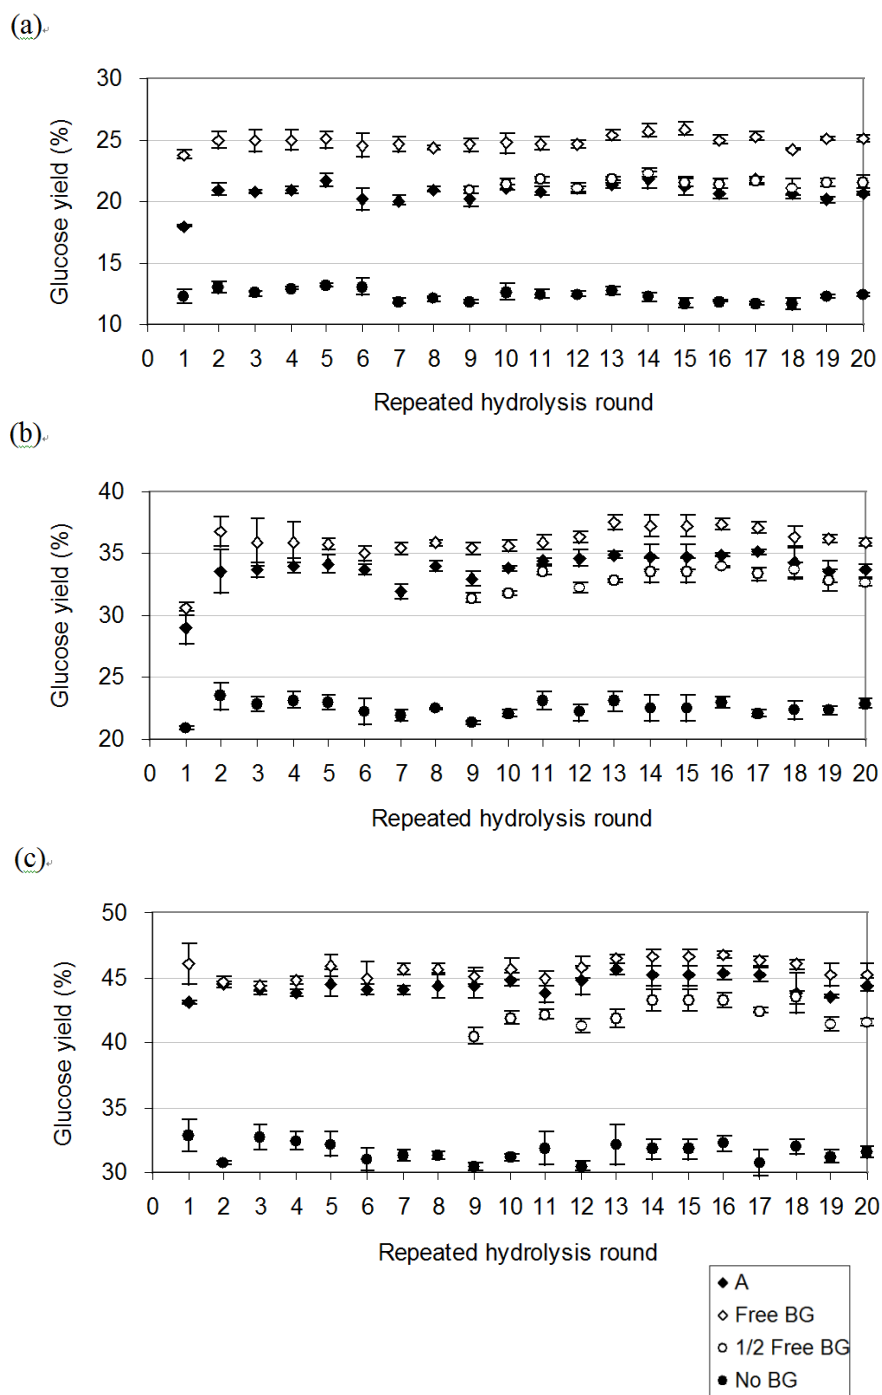 (a)
30
25
20
15
10
Glucose yield (%)
0 1 2 3 4 5 6 7 8 9 10 11 12 13 14 15 16 17 18 19 20
Repeated hydrolysis round
(b)
40
35
30
25
20
Glucose yield (%)
0 1 2 3 4 5 6 7 8 9 10 11 12 13 14 15 16 17 18 19 20
Repeated hydrolysis round
(c)
50
45
40
35
30
Glucose yield (%)
0 1 2 3 4 5 6 7 8 9 10 11 12 13 14 15 16 17 18 19 20
Repeated hydrolysis round
A
Free BG
1/2 Free BG
No BG